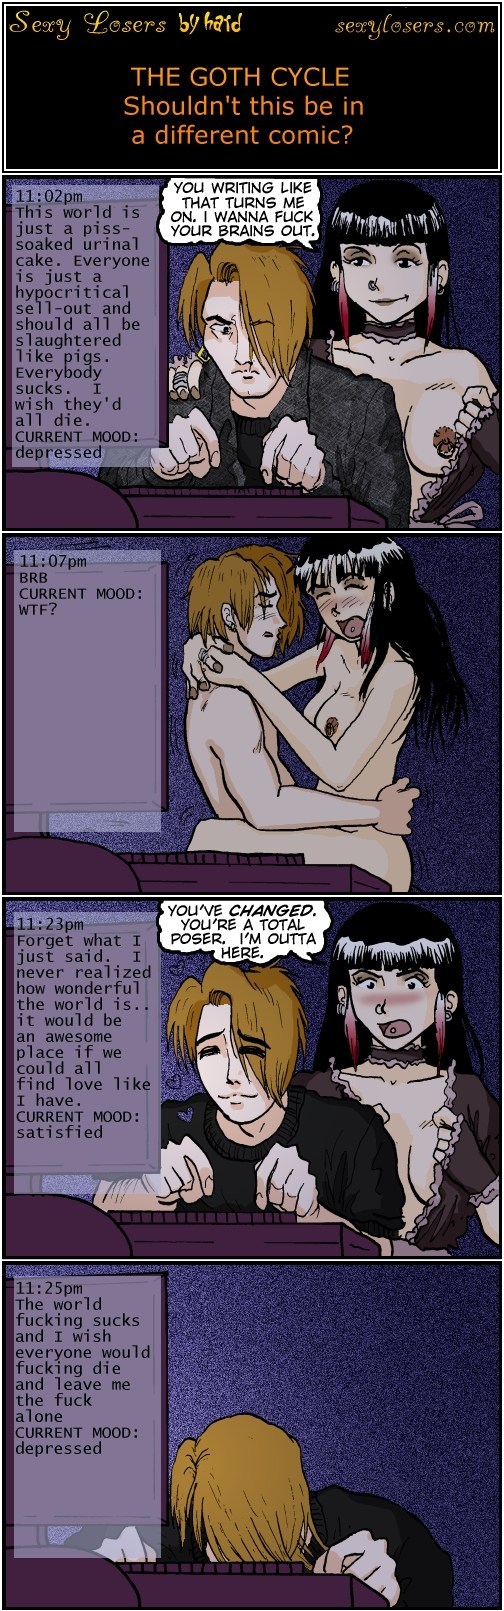 Sexy Losers by hard
sexylosers.com
THE GOTH CYCLE
Shouldn't this be in
a different comic?
11:02pm
This world is
just a piss-
soaked urinal
cake. Everyone
is just a
hypocritical
sell-out and
should all be
slaughtered
like pigs.
Everybody
sucks. I
wish they'd
all die.
CURRENT MOOD:
depressed
YOU WRITING LIKE
THAT TURNS ME
ON. I WANNA FUCK
YOUR BRAINS OUT.
11:07pm
BRB
CURRENT MOOD:
WTF?
11:23pm
Forget what I
just said. I
never realized
how wonderful
the world is..
it would be
an awesome
place if we
could all
find love like
I have.
CURRENT MOOD:
satisfied
YOU'VE CHANGED.
YOU'RE A TOTAL
POSER. I'M OUTTA
HERE.
11:25pm
The world
fucking sucks
and I wish
everyone would
fucking die
and leave me
the fuck
alone
CURRENT MOOD:
depressed